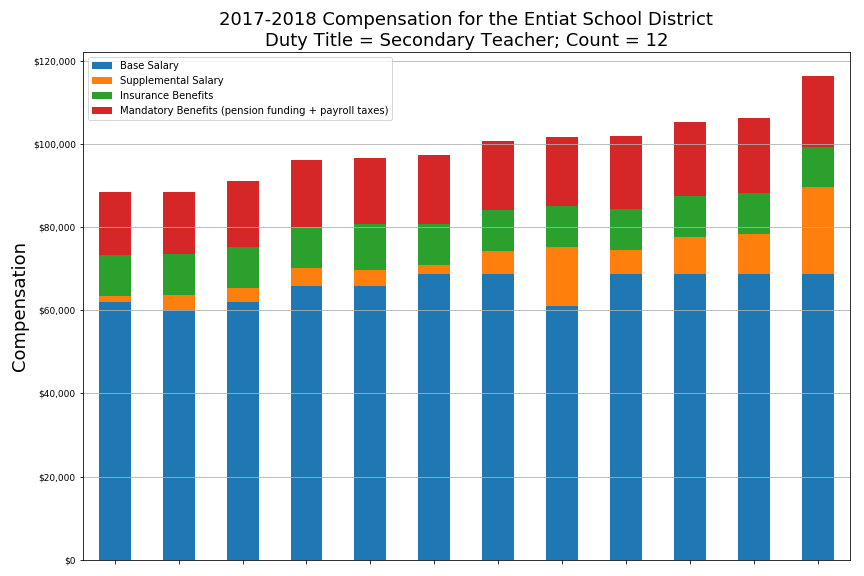 2017-2018 Compensation for the Entiat School District
Duty Title = Secondary Teacher; Count = 12
Base Salary
Supplemental Salary
Insurance Benefits
Mandatory Benefits (pension funding + payroll taxes)
$120,000
$100,000
$80,000
$60,000
$40,000
$20,000
$0
Compensation